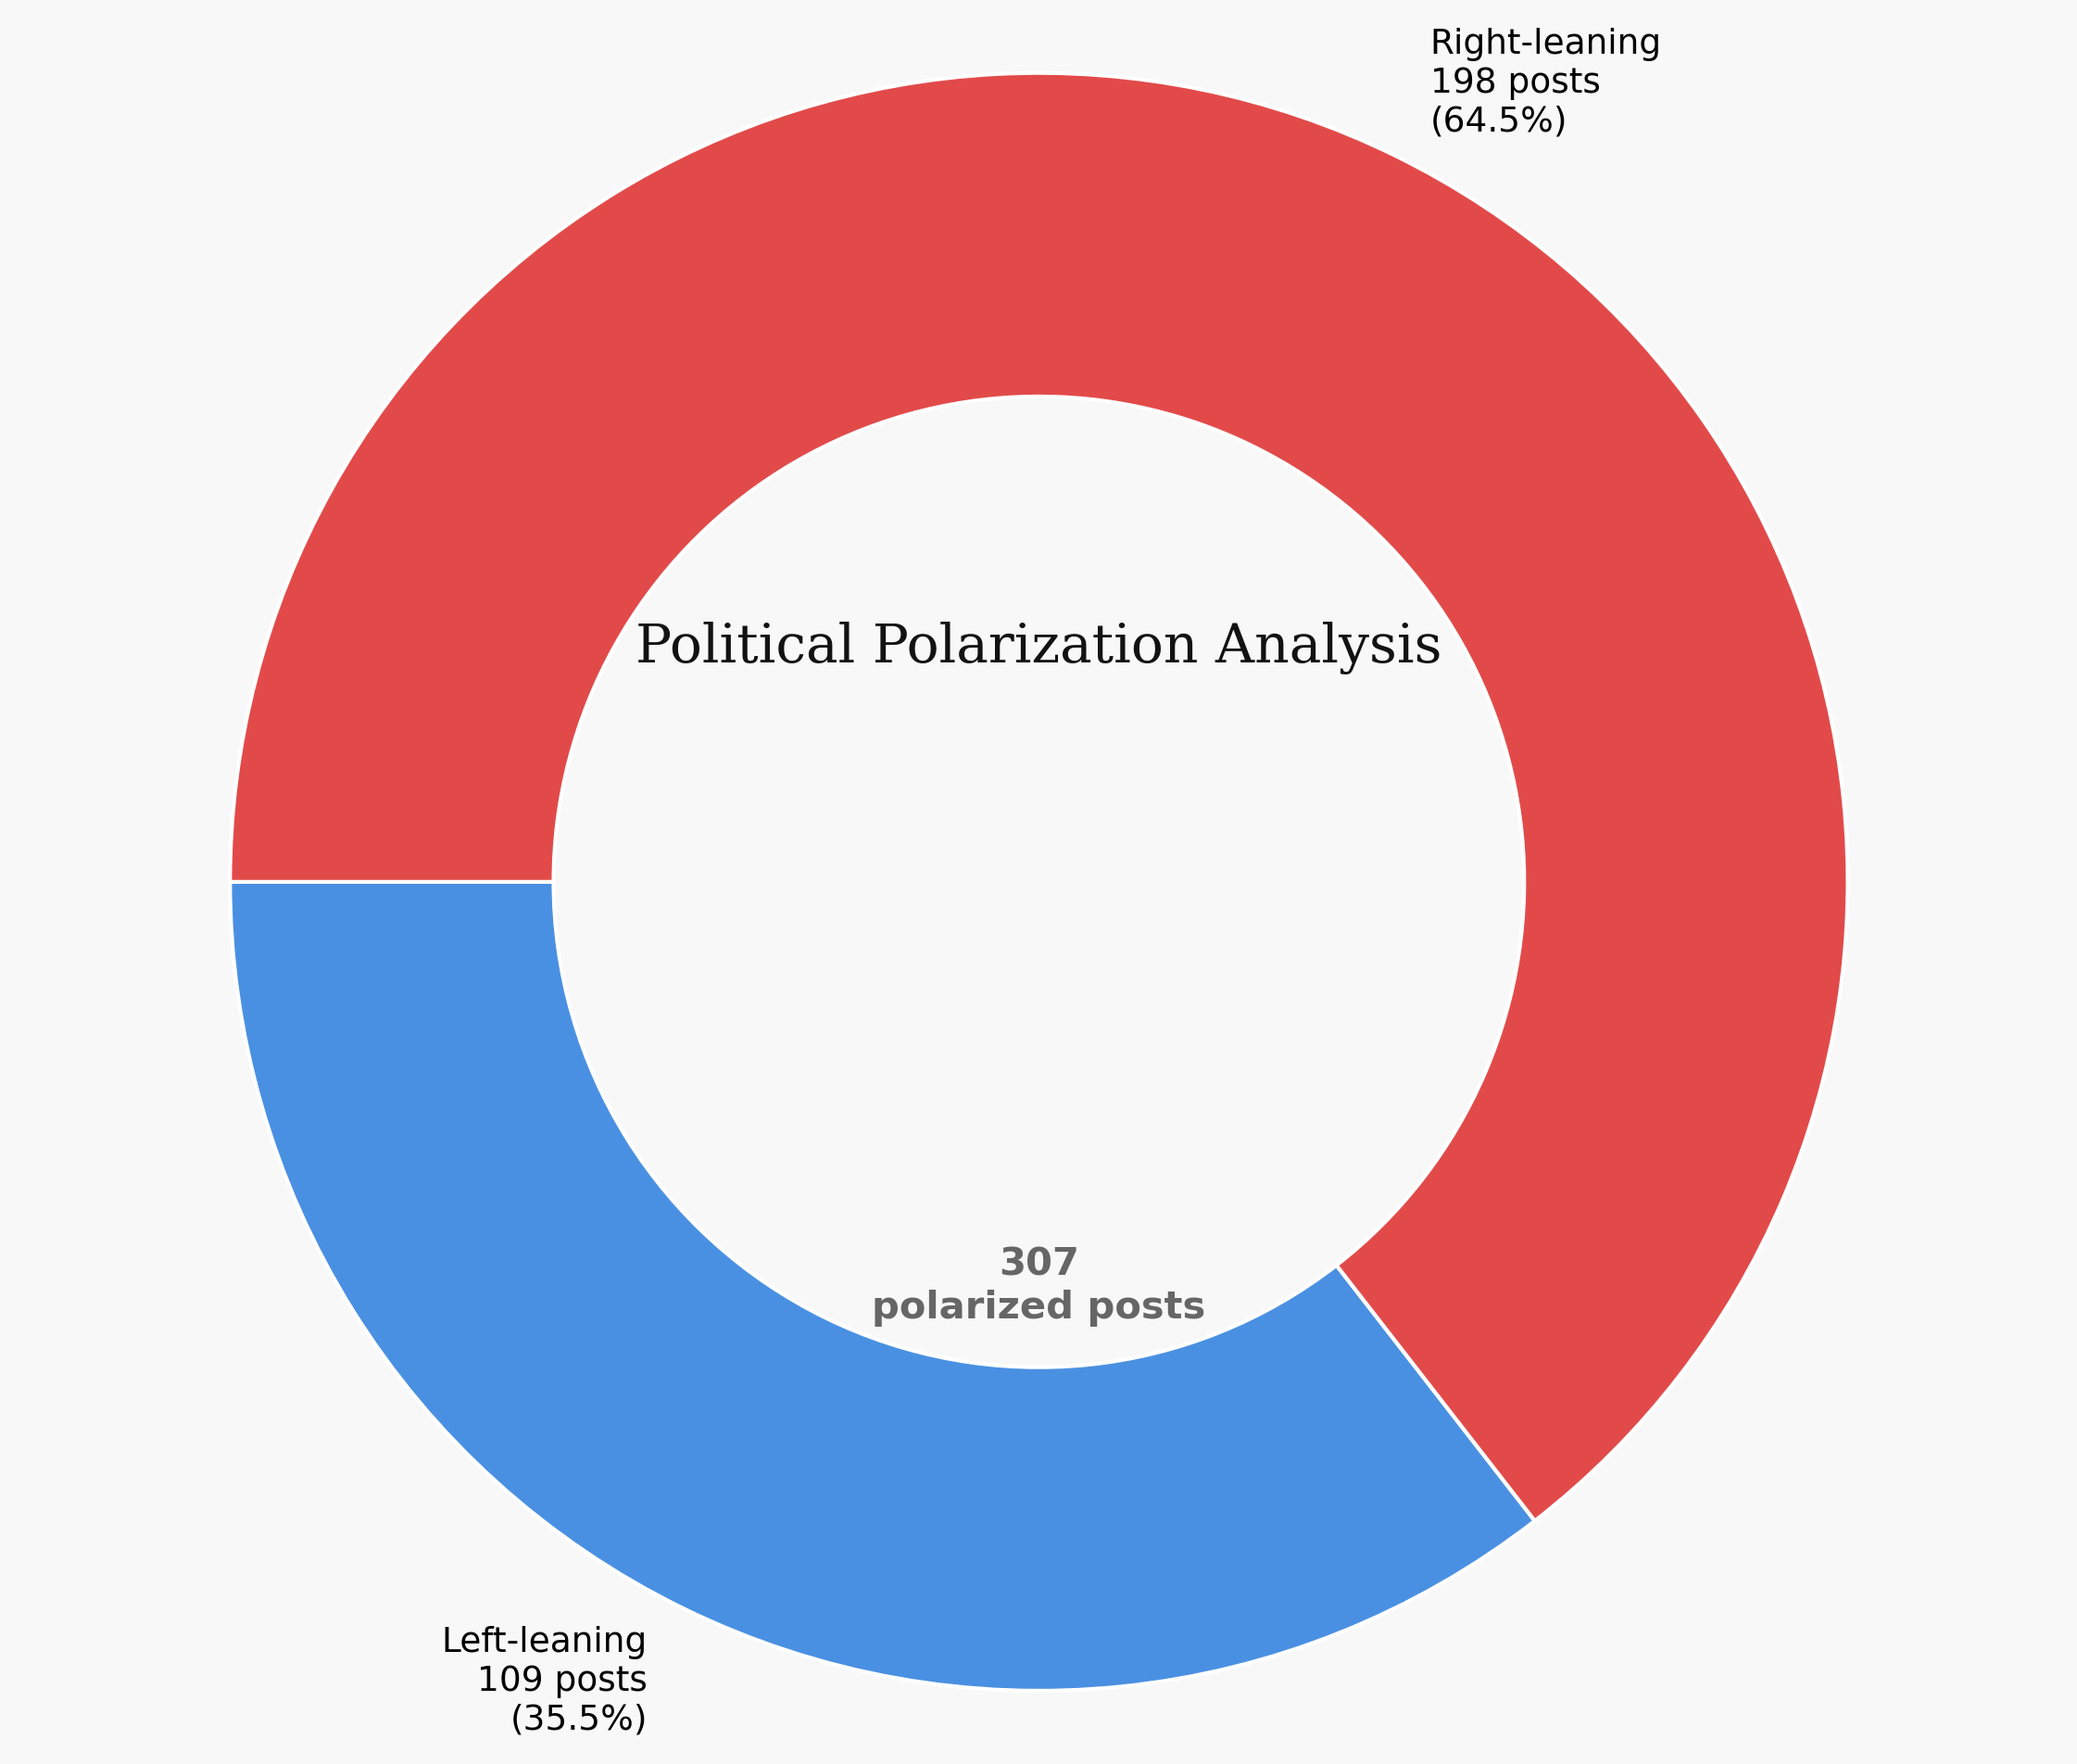 Right-leaning
198 posts
(64.5%)
Political Polarization Analysis
307
polarized posts
Left-leaning
109 posts
(35.5%)